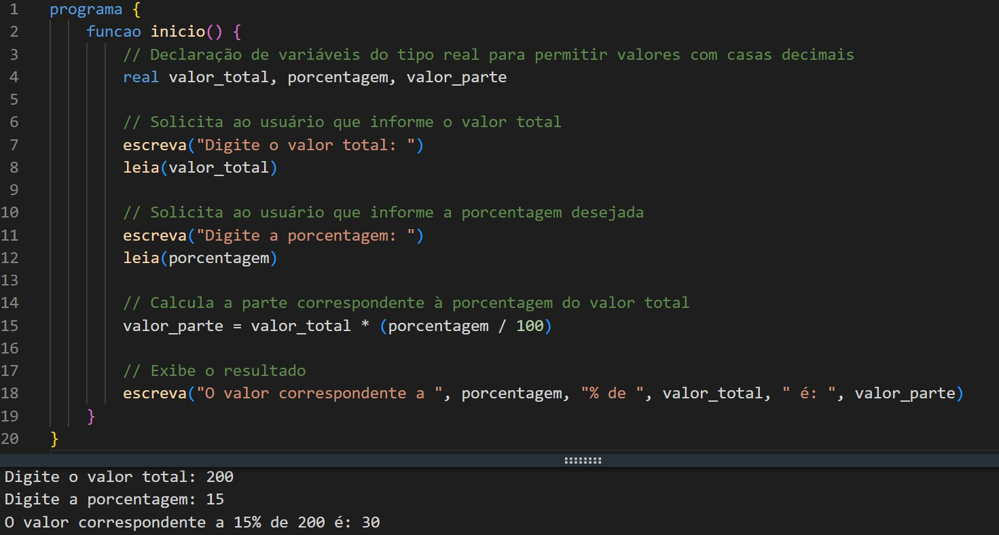 1 programa {
2 funcao inicio() {
3 // Declaração de variáveis do tipo real para permitir valores com casas decimais
4 real valor_total, porcentagem, valor_parte
5
6 // Solicita ao usuário que informe o valor total
7 escreva("Digite o valor total: ")
8 leia(valor_total)
9
10 // Solicita ao usuário que informe a porcentagem desejada
11 escreva("Digite a porcentagem: ")
12 leia(porcentagem)
13
14 // Calcula a parte correspondente à porcentagem do valor total
15 valor_parte = valor_total * (porcentagem / 100)
16
17 // Exibe o resultado
18 escreva("O valor correspondente a ", porcentagem, "% de ", valor_total, " é: ", valor_parte)
19 }
20 }
Digite o valor total: 200
Digite a porcentagem: 15
O valor correspondente a 15% de 200 é: 30